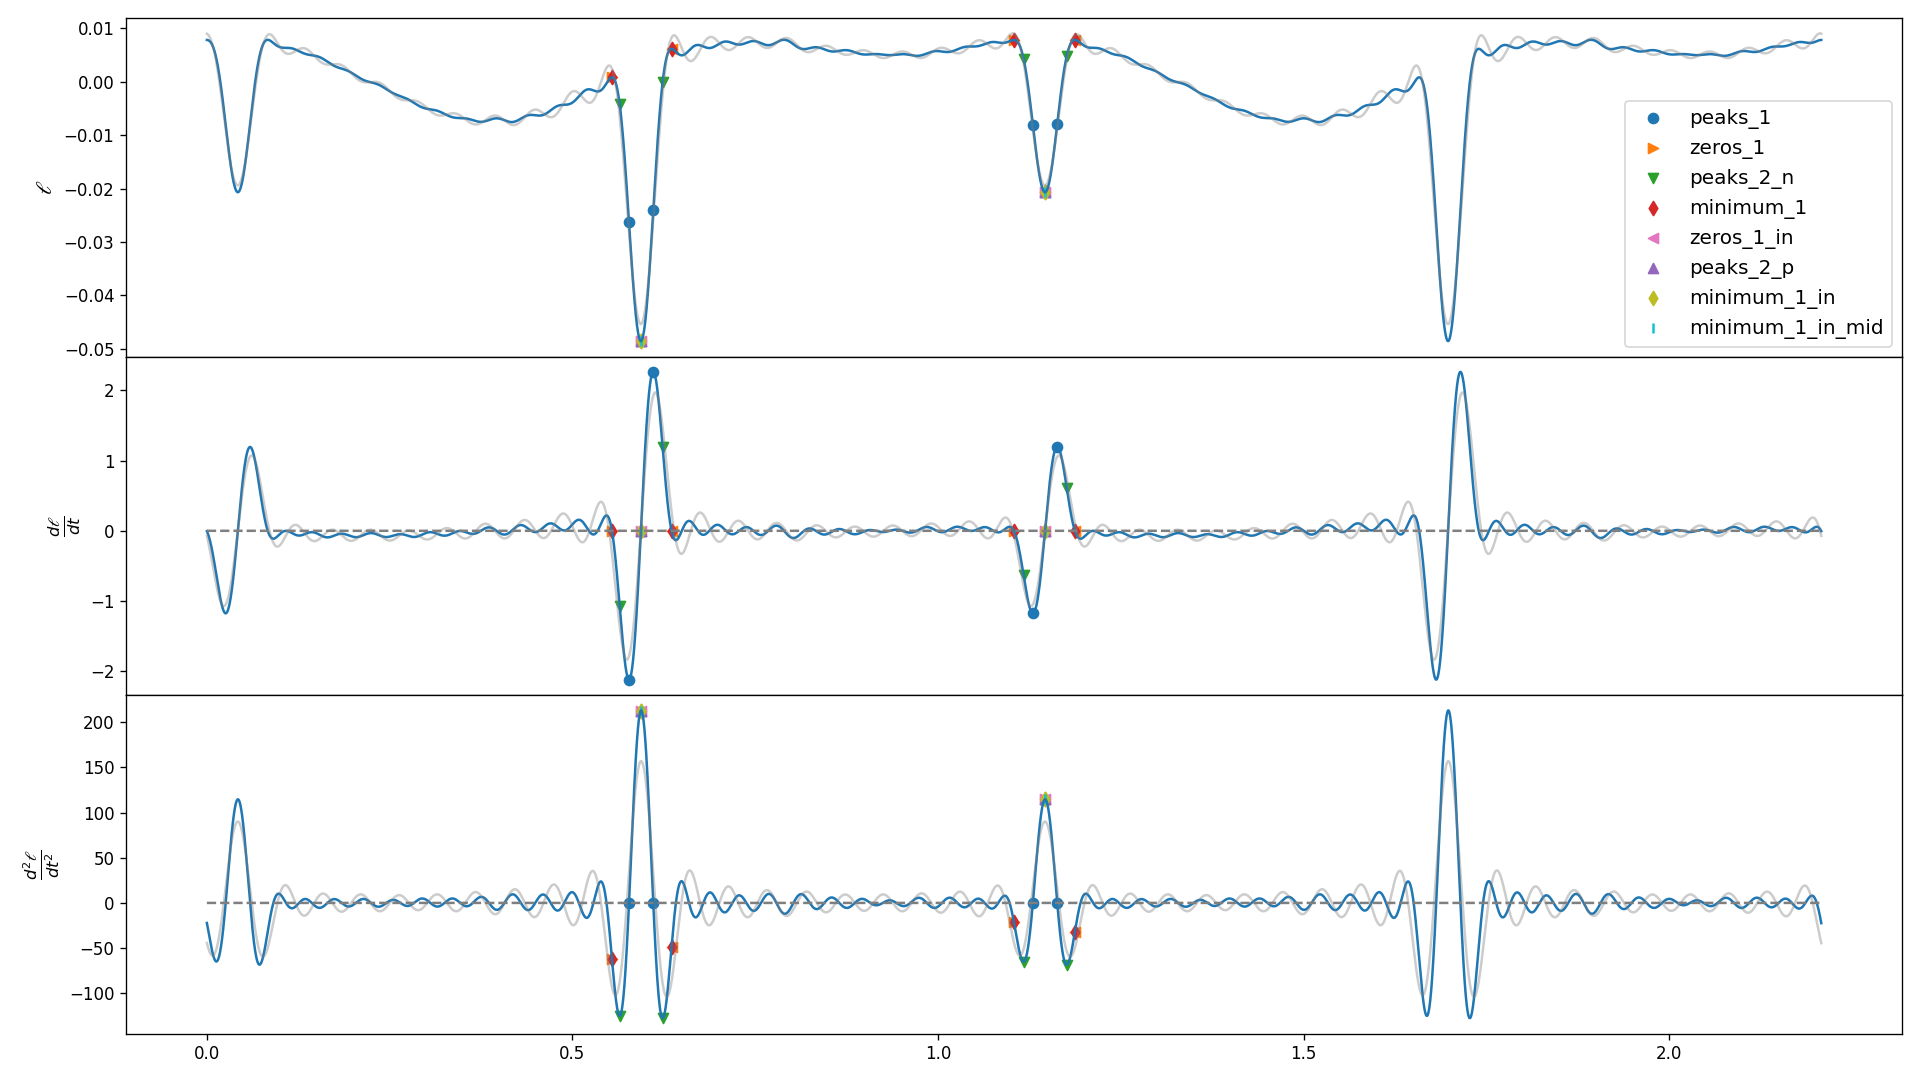 0.01
0.00
−0.01
−0.02
−0.03
−0.04
−0.05
ℓ
peaks_1
zeros_1
peaks_2_n
minimum_1
zeros_1_in
peaks_2_p
minimum_1_in
minimum_1_in_mid
2
1
0
−1
−2
dℓ
dt
200
150
100
50
0
−50
−100
d²ℓ
dt²
0.0 0.5 1.0 1.5 2.0